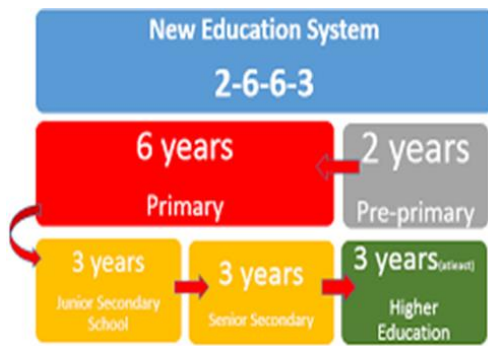 New Education System
2-6-6-3
6 years
Primary
2 years
Pre-primary
3 years
Junior Secondary
School
3 years
Senior Secondary
3 years(atleast)
Higher
Education